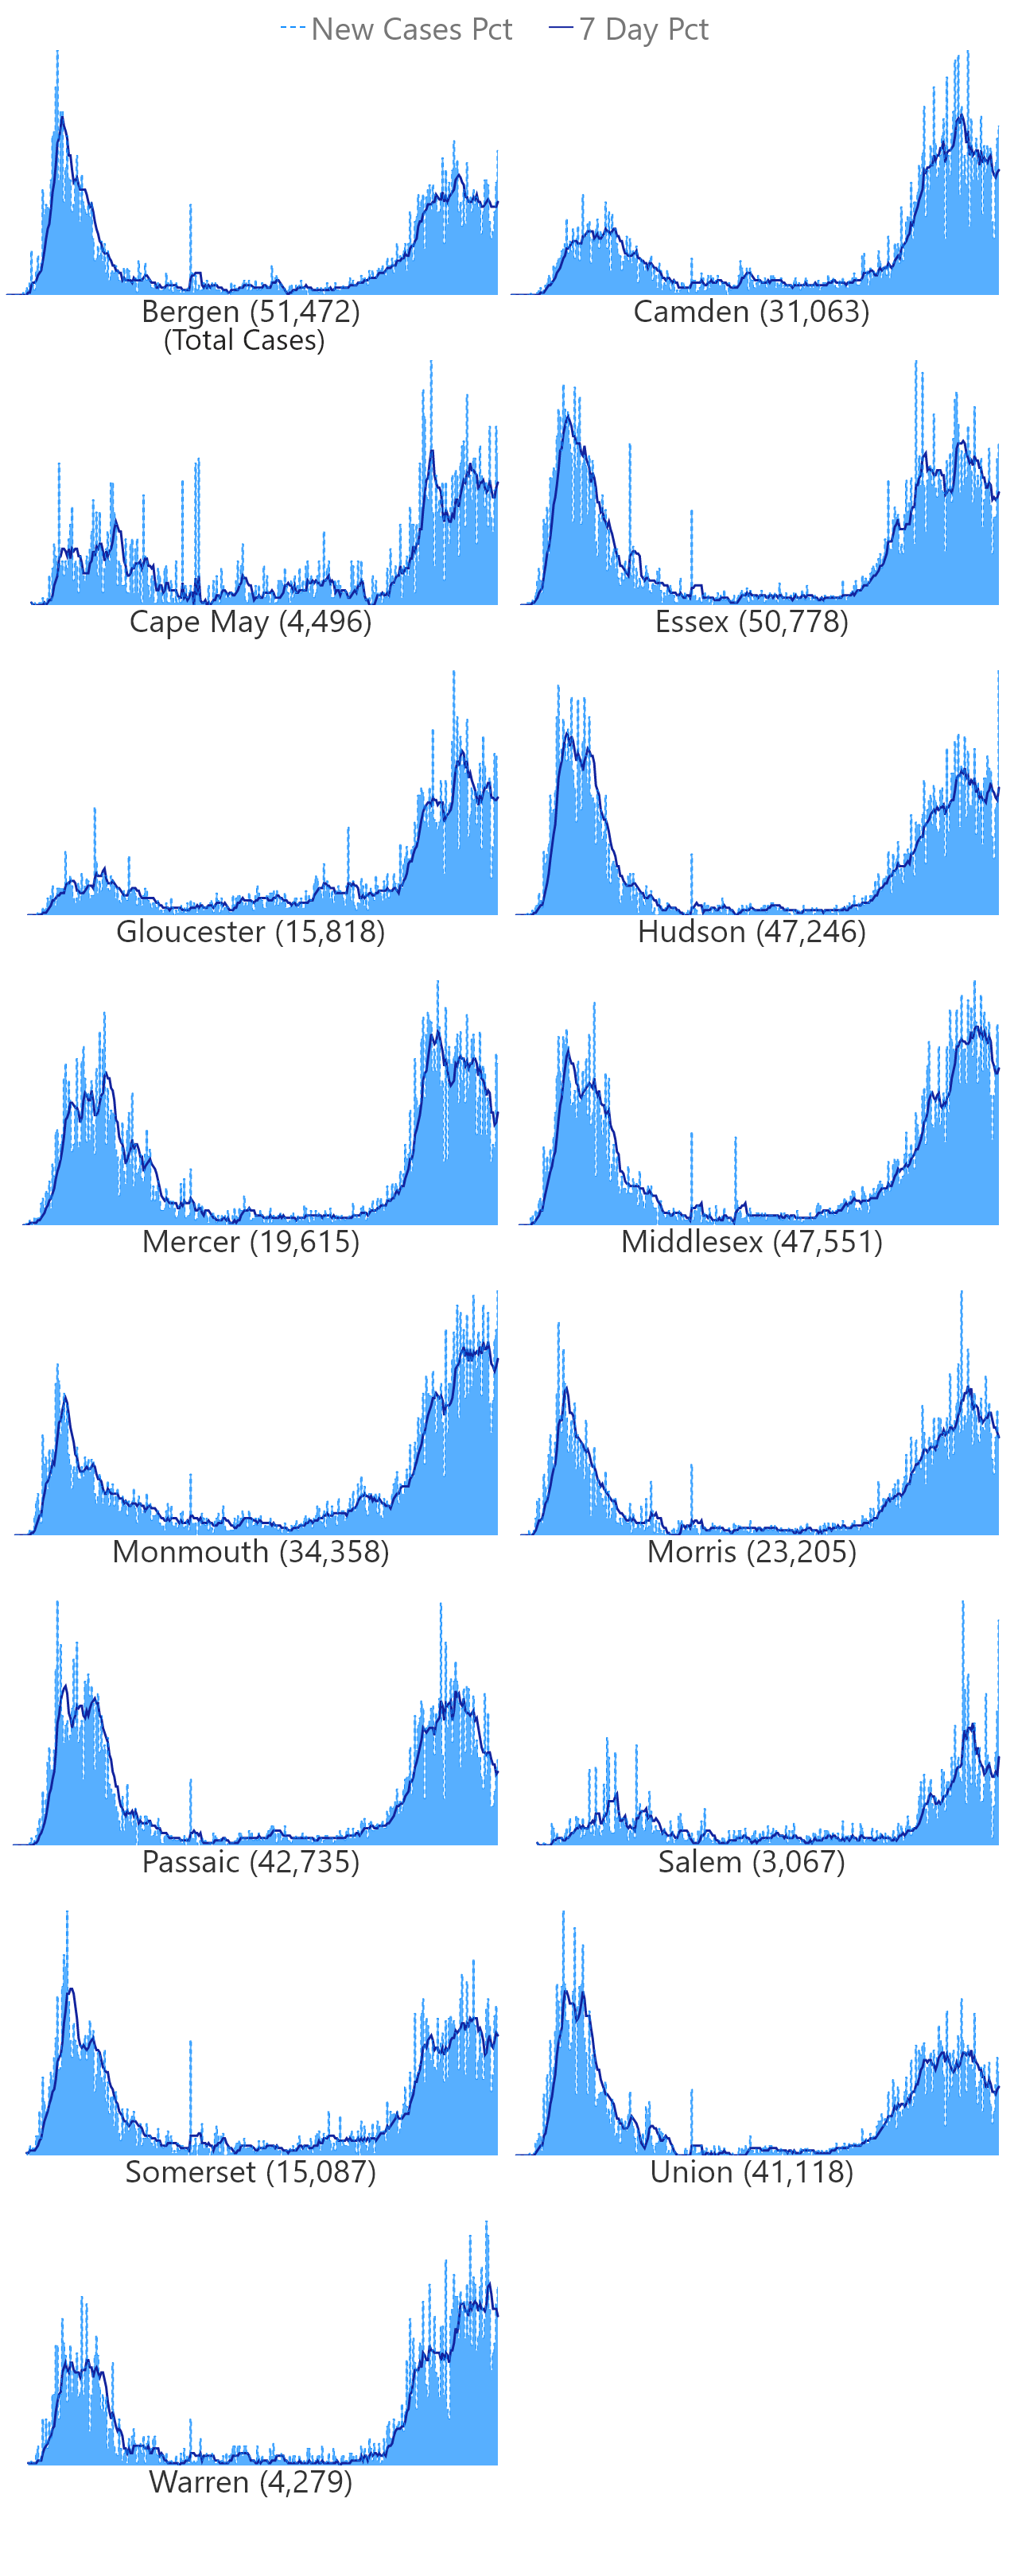 New Cases Pct 7 Day Pct
Bergen (51,472) Camden (31,063)
(Total Cases)
Cape May (4,496) Essex (50,778)
Gloucester (15,818) Hudson (47,246)
Mercer (19,615) Middlesex (47,551)
Monmouth (34,358) Morris (23,205)
Passaic (42,735) Salem (3,067)
Somerset (15,087) Union (41,118)
Warren (4,279)